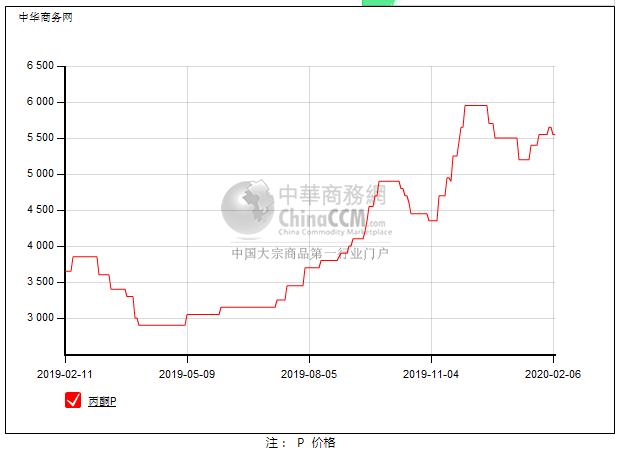 中华商务网
6 500
6 000
5 500
5 000
4 500
4 000
3 500
3 000
中華商務網
ChinaCCM.com
China Commodity Marketplace
中国大宗商品第一行业门户
2019-02-11 2019-05-09 2019-08-05 2019-11-04 2020-02-06
丙酮P
注： P 价格